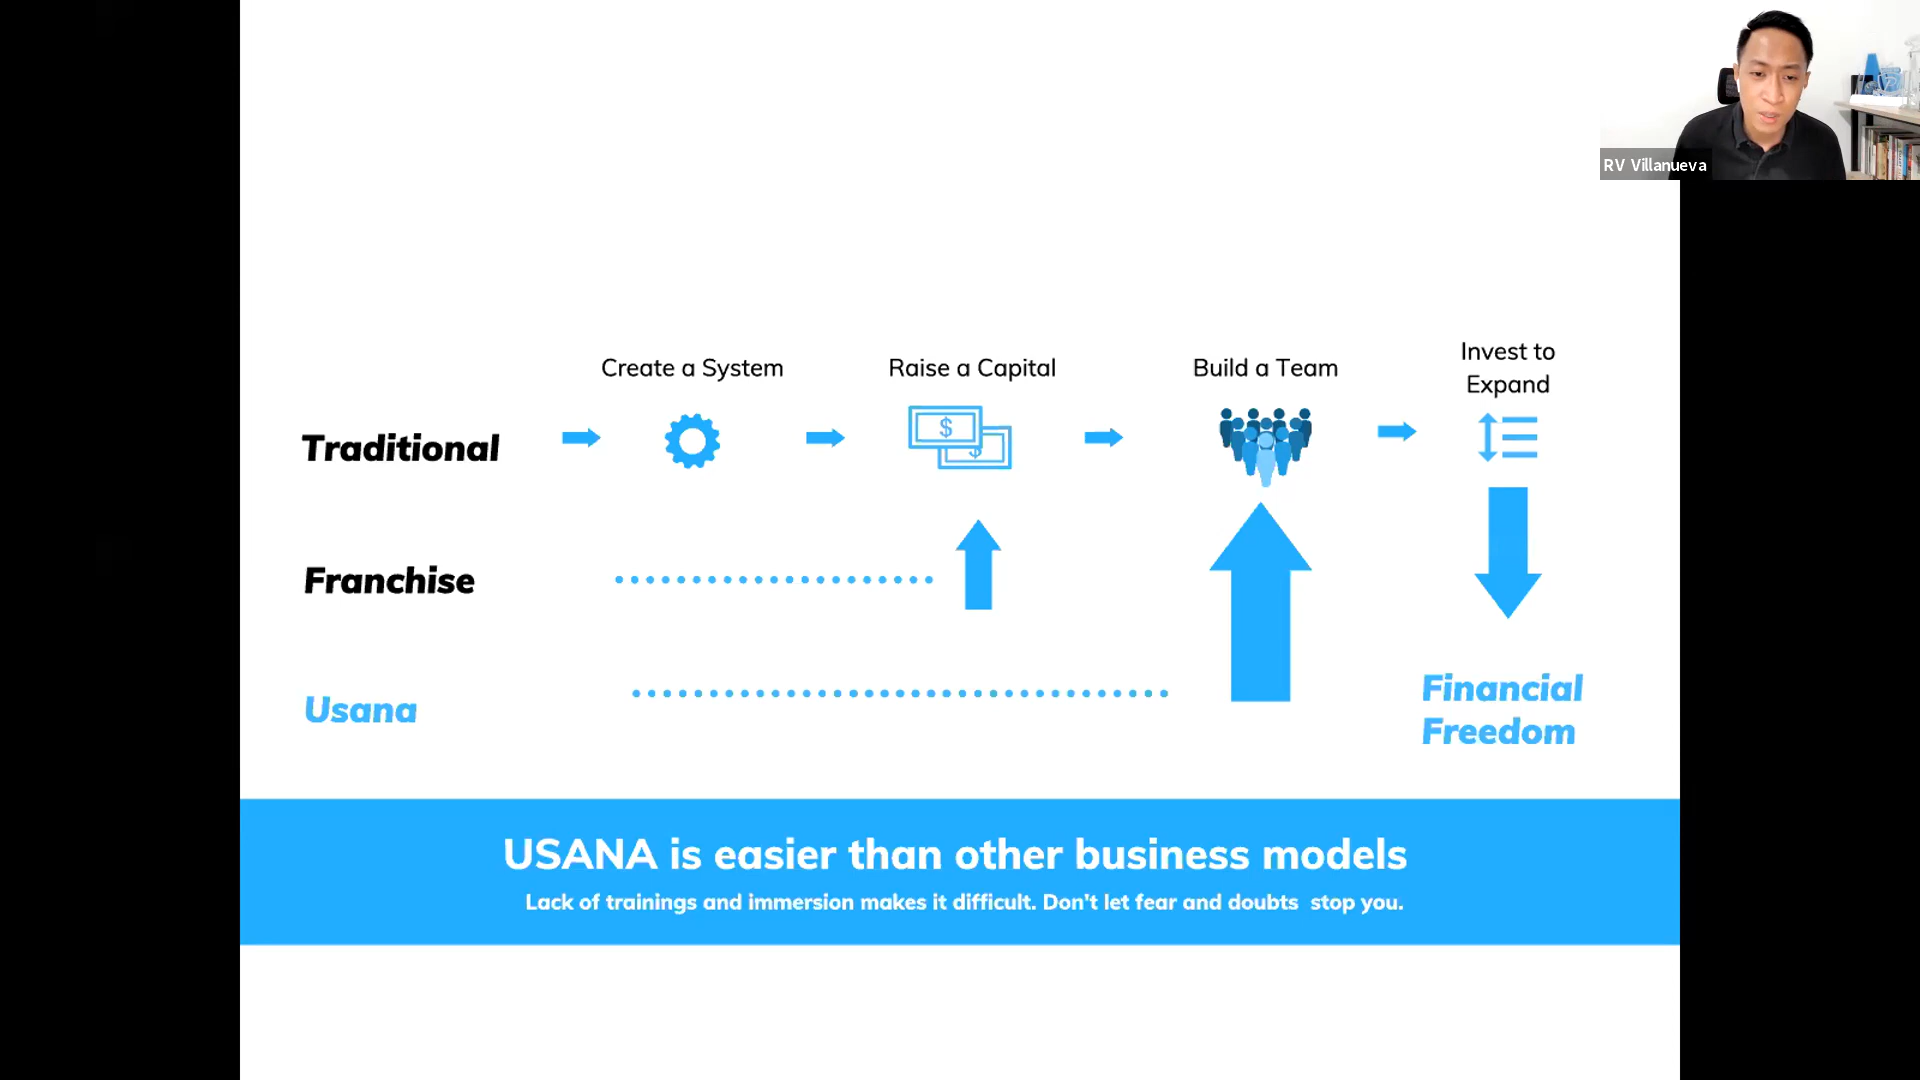 RV Villanueva
Create a System
Raise a Capital
Build a Team
Invest to
Expand
Traditional
$
$
Franchise
Usana
Financial
Freedom
USANA is easier than other business models
Lack of trainings and immersion makes it difficult. Don't let fear and doubts  stop you.